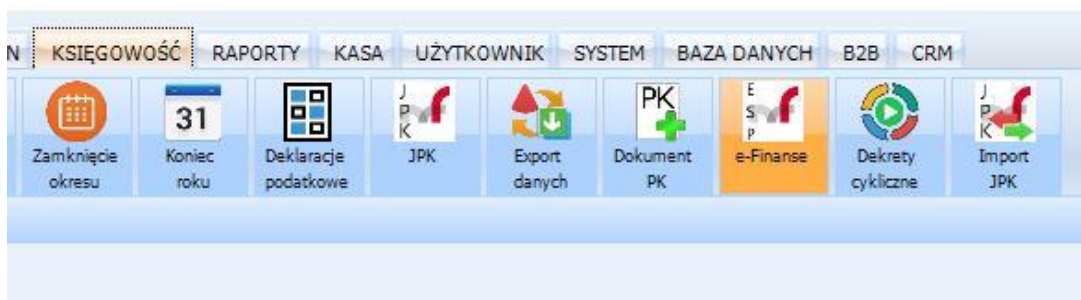 N KSIĘGOWOŚĆ RAPORTY KASA UŻYTKOWNIK SYSTEM BAZA DANYCH B2B CRM
31 J P K PK E S P J P K
Zamknięcie Koniec Deklaracje JPK Export Dokument e-Finanse Dekrety Import
okresu roku podatkowe danych PK cykliczne JPK